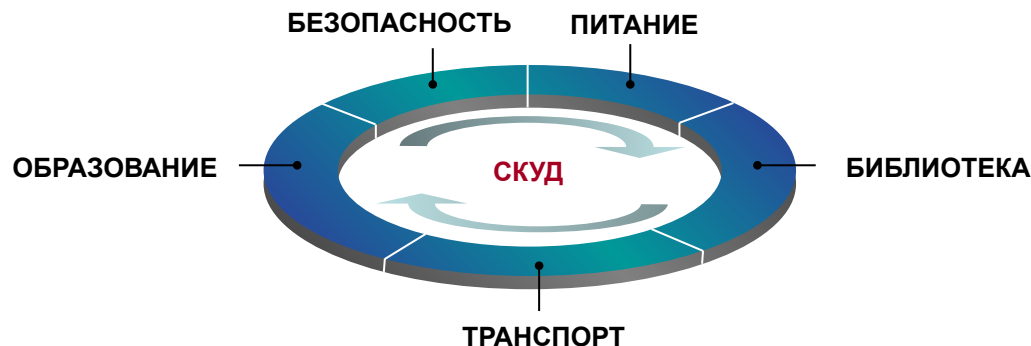 БЕЗОПАСНОСТЬ
ПИТАНИЕ
ОБРАЗОВАНИЕ
СКУД
БИБЛИОТЕКА
ТРАНСПОРТ